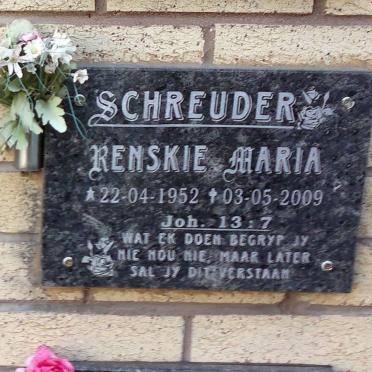 SCHREUDER
RENSKIE MARIA
★ 22-04-1952 ✝ 03-05-2009
Joh. 13:7
WAT EK DOEN BEGRYP JY
NIE NOU NIE, MAAR LATER
SAL JY DIT VERSTAAN